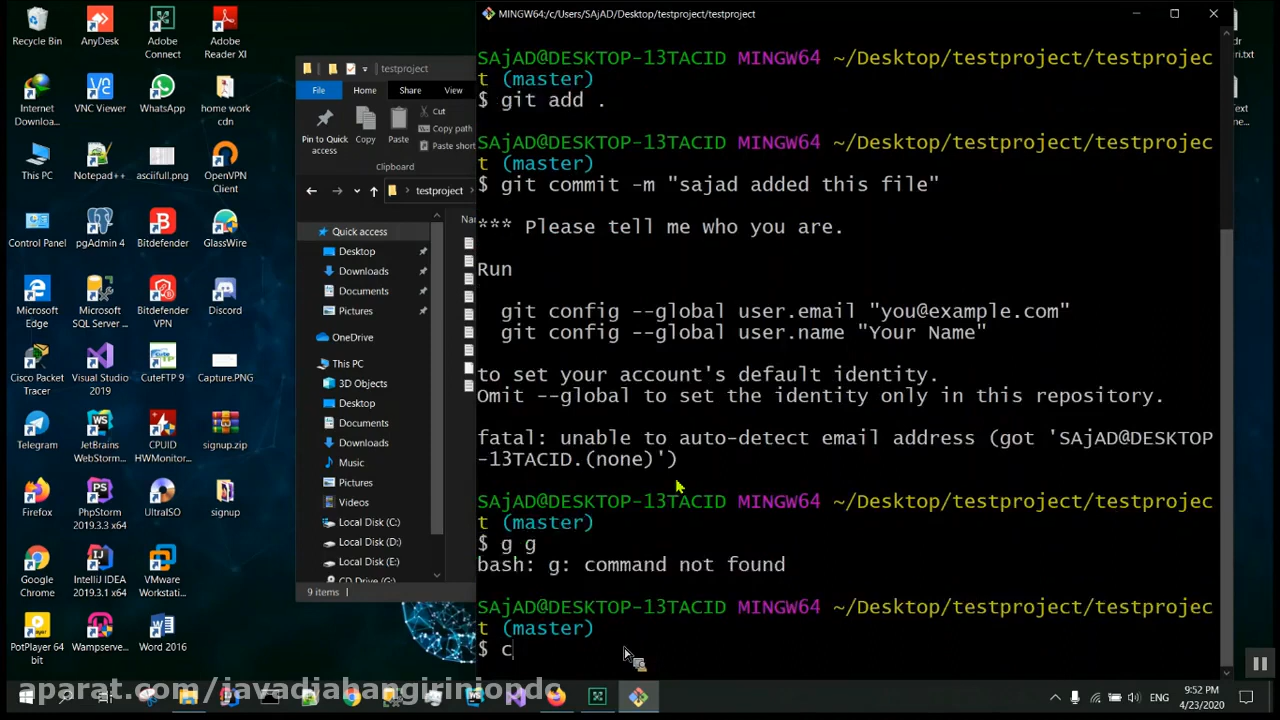 Recycle Bin
AnyDesk
Adobe
Connect
Adobe
Reader XI
Internet
Downloa...
VNC Viewer
WhatsApp
home work
cdn
This PC
Notepad++
asciifull.png
OpenVPN
Client
Control Panel
pgAdmin 4
Bitdefender
GlassWire
Microsoft
Edge
Microsoft
SQL Server ...
Bitdefender
VPN
Discord
Cisco Packet
Tracer
Visual Studio
2019
CuteFTP 9
Capture.PNG
Telegram
JetBrains
WebStorm...
CPUID
HWMonitor...
signup.zip
Firefox
PhpStorm
2019.3.3 x64
UltraISO
signup
Google
Chrome
IntelliJ IDEA
2019.3.1 x64
VMware
Workstati...
PotPlayer 64
bit
Wampserve...
Word 2016
testproject
File
Home
Share
View
Pin to Quick
access
Copy
Paste
Cut
Copy path
Paste short
Clipboard
testproject
Quick access
Desktop
Downloads
Documents
Pictures
OneDrive
This PC
3D Objects
Desktop
Documents
Downloads
Music
Pictures
Videos
Local Disk (C:)
Local Disk (D:)
Local Disk (E:)
CD Drive (G:)
9 items
MINGW64:/c/Users/SAjAD/Desktop/testproject/testproject
SAjAD@DESKTOP-13TACID MINGW64 ~/Desktop/testproject/testprojec
t (master)
$ git add .
SAjAD@DESKTOP-13TACID MINGW64 ~/Desktop/testproject/testprojec
t (master)
$ git commit -m "sajad added this file"
*** Please tell me who you are.
Run
git config --global user.email "you@example.com"
git config --global user.name "Your Name"
to set your account's default identity.
Omit --global to set the identity only in this repository.
fatal: unable to auto-detect email address (got 'SAjAD@DESKTOP
-13TACID.(none)')
SAjAD@DESKTOP-13TACID MINGW64 ~/Desktop/testproject/testprojec
t (master)
$ g g
bash: g: command not found
SAjAD@DESKTOP-13TACID MINGW64 ~/Desktop/testproject/testprojec
t (master)
$ c
aparat.com/javadjahangiriniopdc
ENG
9:52 PM
4/23/2020